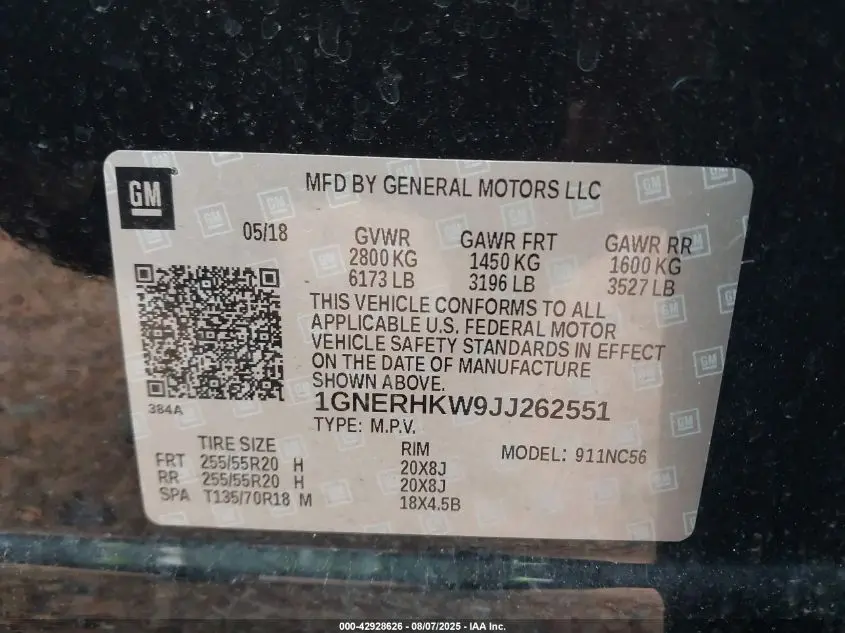 GM
MFD BY GENERAL MOTORS LLC
05/18
GVWR GAWR FRT GAWR RR
2800 KG 1450 KG 1600 KG
6173 LB 3196 LB 3527 LB
THIS VEHICLE CONFORMS TO ALL
APPLICABLE U.S. FEDERAL MOTOR
VEHICLE SAFETY STANDARDS IN EFFECT
ON THE DATE OF MANUFACTURE
SHOWN ABOVE.
384A
1GNERHKW9JJ262551
TYPE: M.P.V.
TIRE SIZE RIM MODEL: 911NC56
FRT 255/55R20 H 20X8J
RR 255/55R20 H 20X8J
SPA T135/70R18 M 18X4.5B
000-42928626 - 08/07/2025 - IAA Inc.